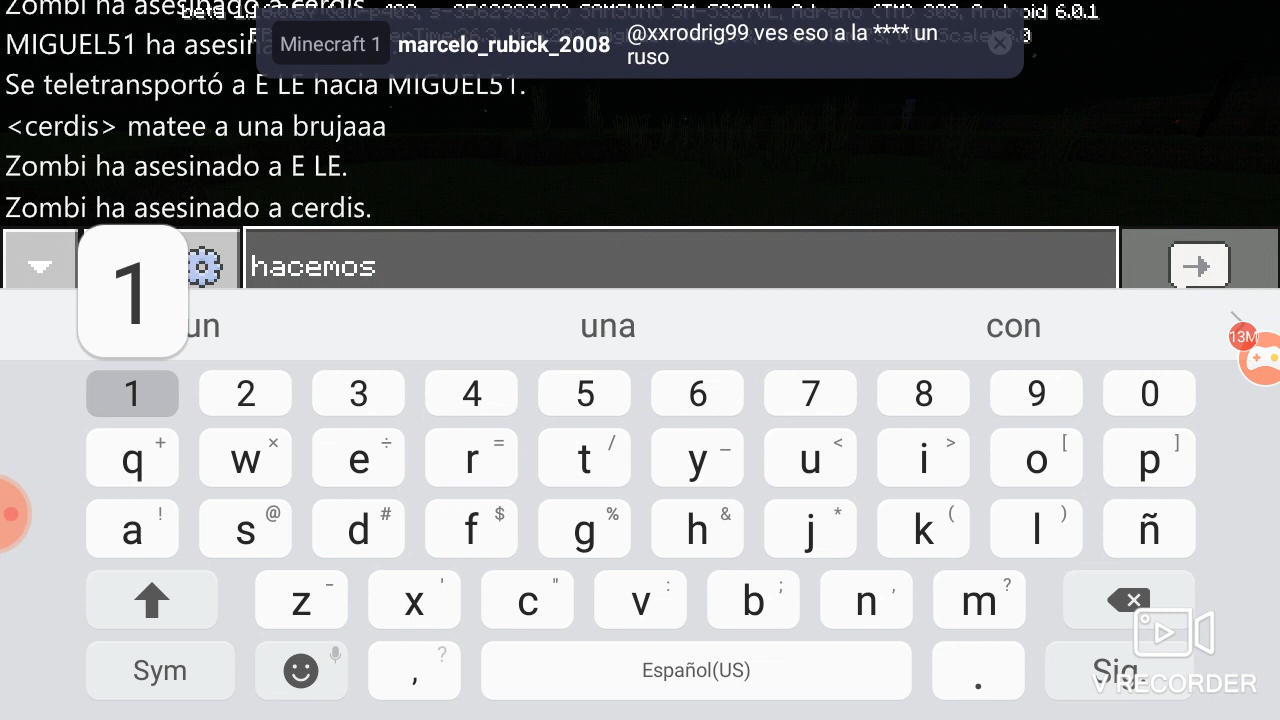 MIGUEL51 ha
Minecraft 1 marcelo_rubick_2008 @xxrodrig99 ves eso a la **** un
ruso
Se teletransportó a E LE hacia MIGUEL51.
<cerdis> matee a una brujaaa
Zombi ha asesinado a E LE.
Zombi ha asesinado a cerdis.
hacemos
1
un una con
13M
1 2 3 4 5 6 7 8 9 0
q + w × e ÷ r = t / y _ u < i > o [ p ]
a ! s @ d # f $ g % h & j * k ( l ) ñ
z - x ' c " v : b ; n , m ?
Sym , ? Español(US) . Sig.
V RECORDER